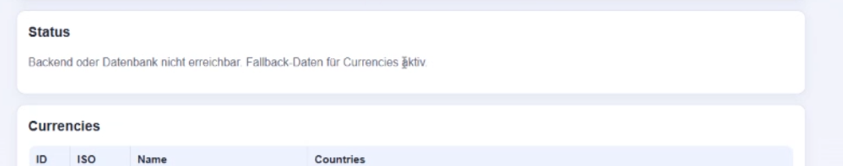 Status
Backend oder Datenbank nicht erreichbar. Fallback-Daten für Currencies aktiv
Currencies
ID ISO Name Countries